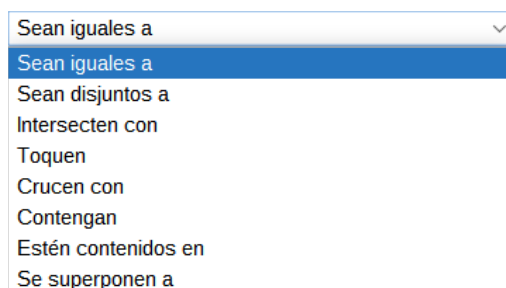 Sean iguales a
Sean iguales a
Sean disjuntos a
Intersecten con
Toquen
Crucen con
Contengan
Estén contenidos en
Se superponen a